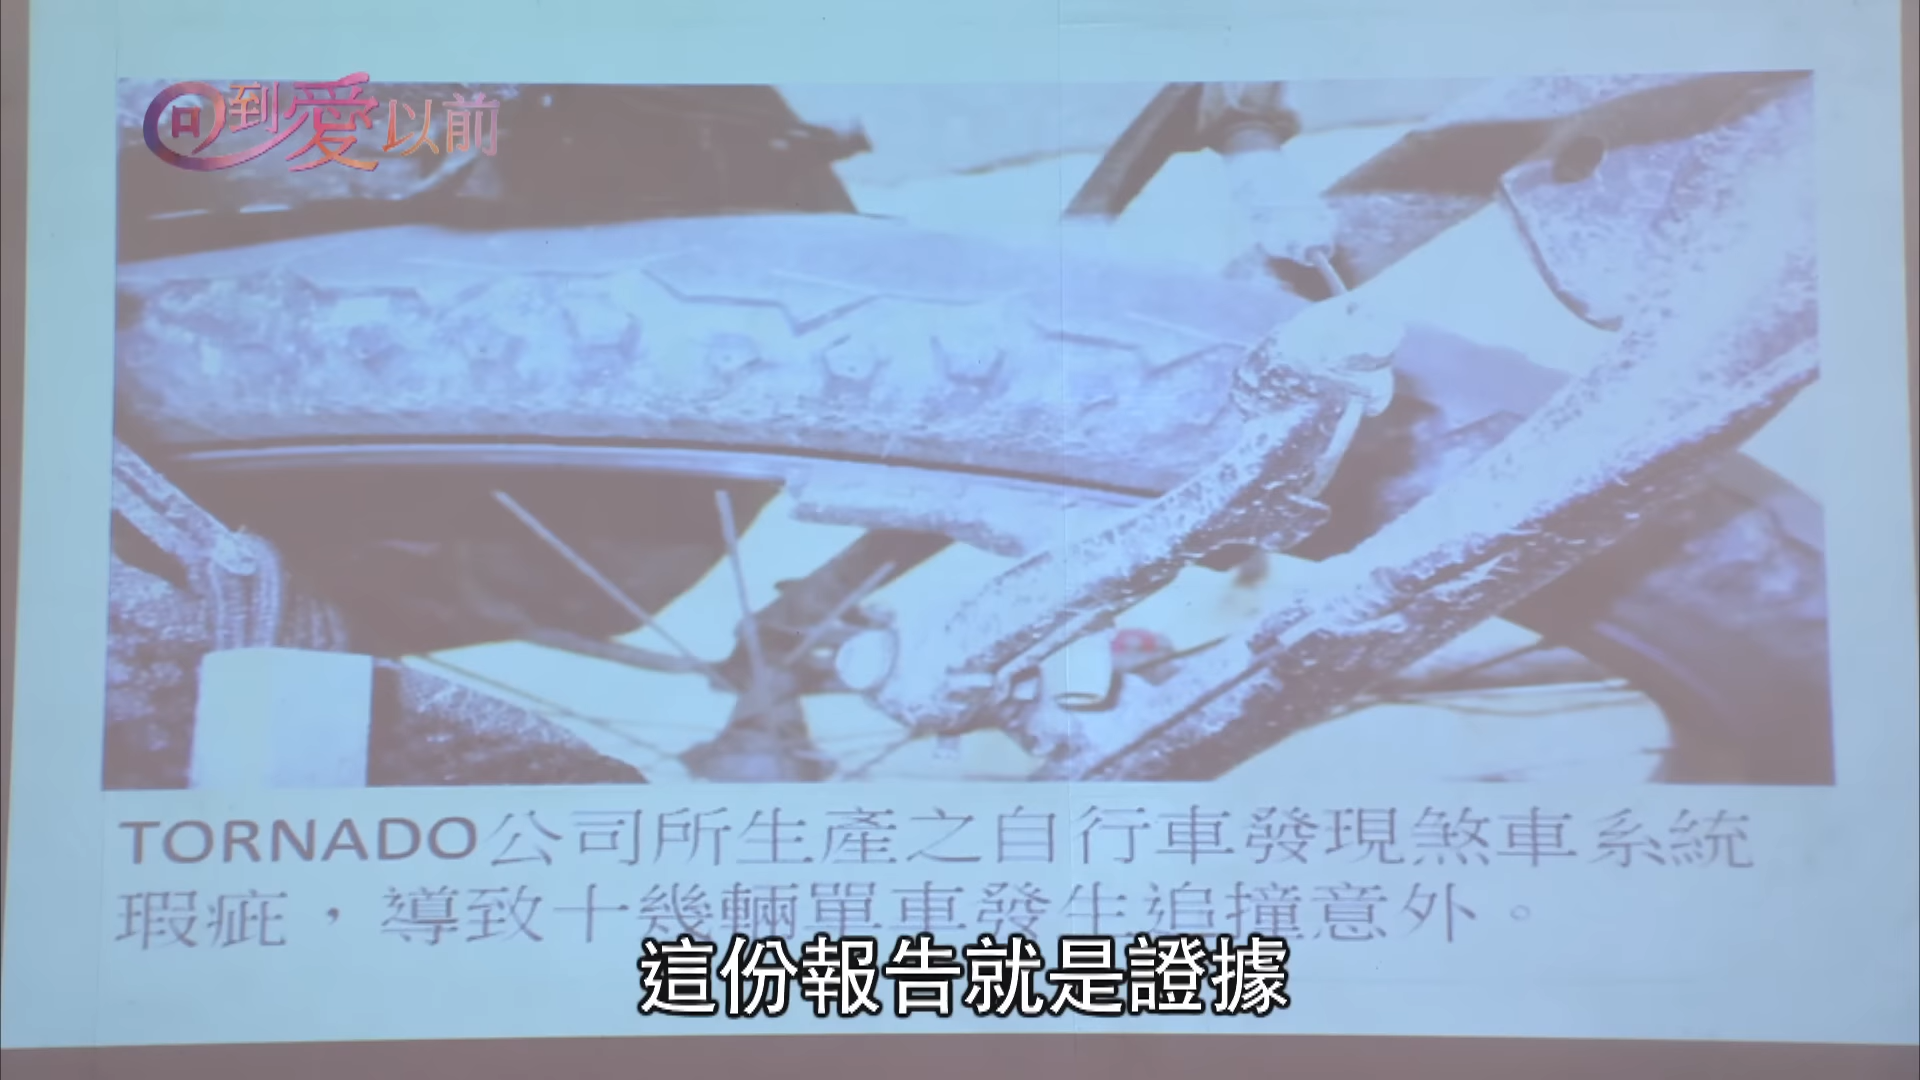 回到愛以前
TORNADO公司所生產之自行車發現煞車系統
瑕疵，導致十幾輛單車發生追撞意外。
這份報告就是證據